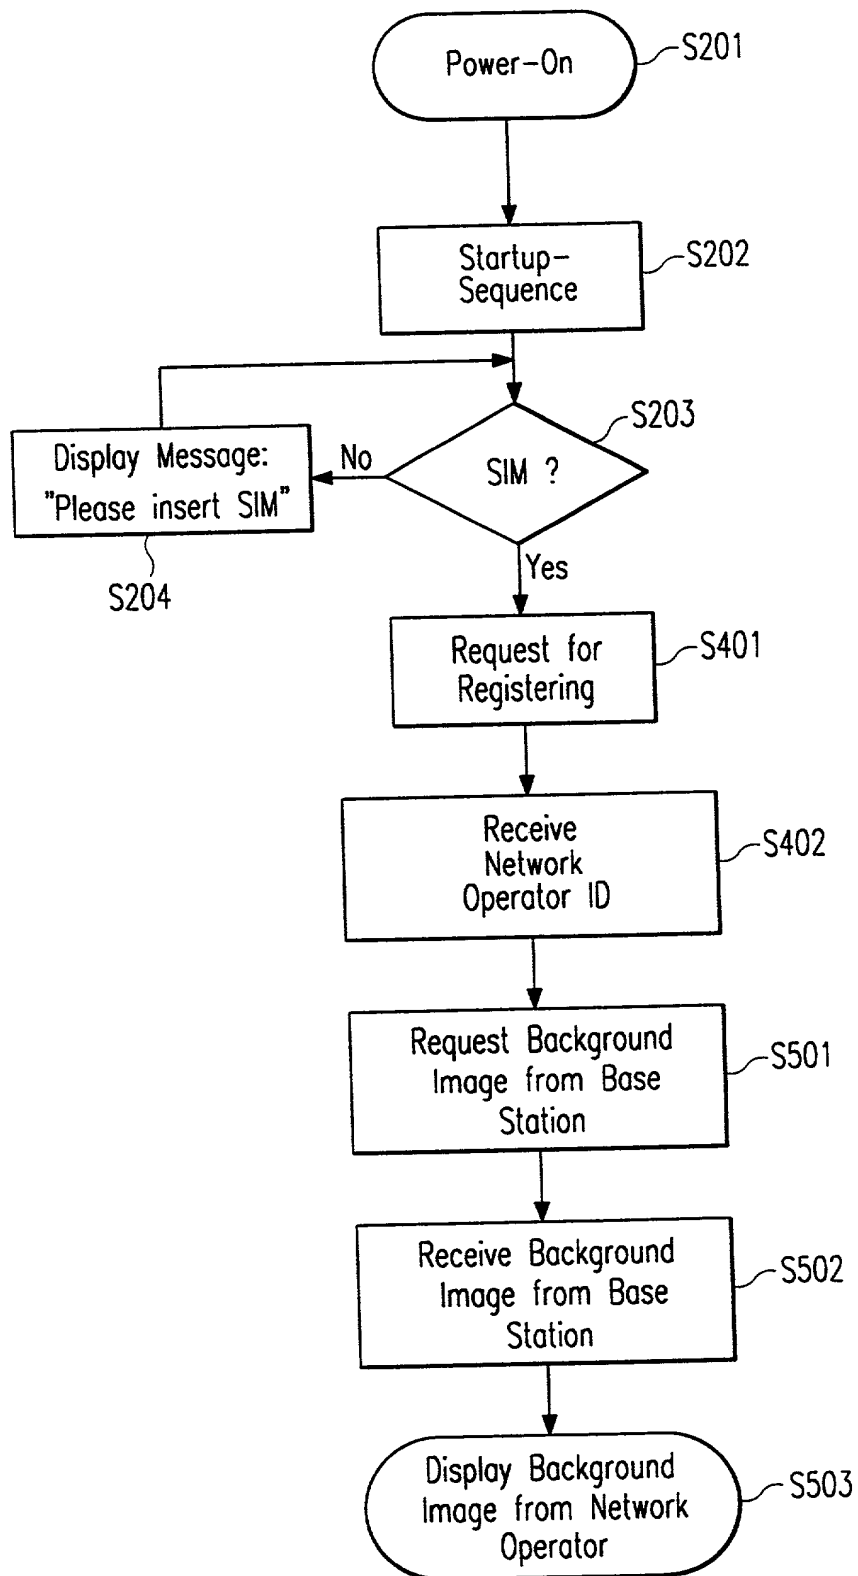 Power-On
S201
Startup-
Sequence
S202
SIM ?
S203
No
Display Message:
"Please insert SIM"
S204
Yes
Request for
Registering
S401
Receive
Network
Operator ID
S402
Request Background
Image from Base
Station
S501
Receive Background
Image from Base
Station
S502
Display Background
Image from Network
Operator
S503